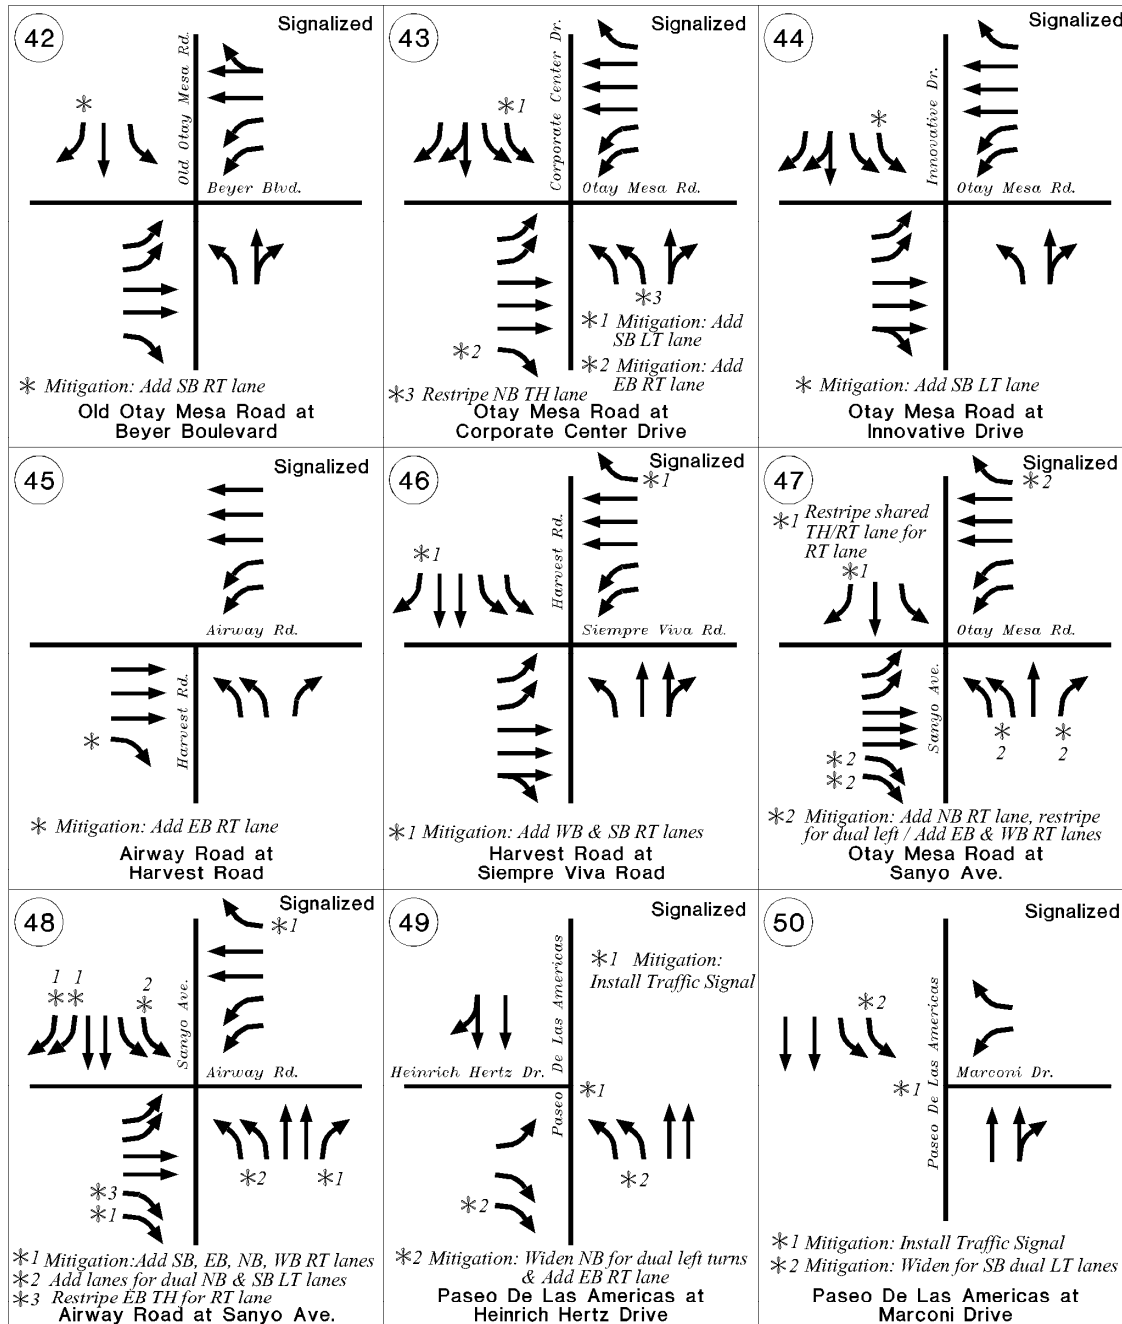 42
Signalized
Old Otay Mesa Rd.
*
Beyer Blvd.
* Mitigation: Add SB RT lane
Old Otay Mesa Road at
Beyer Boulevard
43
Signalized
Corporate Center Dr.
*1
Otay Mesa Rd.
*3
*1 Mitigation: Add
SB LT lane
*2
*2 Mitigation: Add
EB RT lane
*3 Restripe NB TH lane
Otay Mesa Road at
Corporate Center Drive
44
Signalized
Innovative Dr.
*
Otay Mesa Rd.
* Mitigation: Add SB LT lane
Otay Mesa Road at
Innovative Drive
45
Signalized
Airway Rd.
Harvest Rd.
*
* Mitigation: Add EB RT lane
Airway Road at
Harvest Road
46
Signalized
*1
Harvest Rd.
*1
Siempre Viva Rd.
*1 Mitigation: Add WB & SB RT lanes
Harvest Road at
Siempre Viva Road
47
Signalized
*2
*1 Restripe shared
TH/RT lane for
RT lane
*1
Otay Mesa Rd.
Sanyo Ave.
*2
*2
*2
*2
*2 Mitigation: Add NB RT lane, restripe
for dual left / Add EB & WB RT lanes
Otay Mesa Road at
Sanyo Ave.
48
Signalized
*1
1 1 2
* * *
Sanyo Ave.
Airway Rd.
*2 *1
*3
*1
*1 Mitigation:Add SB, EB, NB, WB RT lanes
*2 Add lanes for dual NB & SB LT lanes
*3 Restripe EB TH for RT lane
Airway Road at Sanyo Ave.
49
Signalized
*1 Mitigation:
Install Traffic Signal
Paseo De Las Americas
Heinrich Hertz Dr.
*1
*2
*2
*2 Mitigation: Widen NB for dual left turns
& Add EB RT lane
Paseo De Las Americas at
Heinrich Hertz Drive
50
Signalized
*2
Paseo De Las Americas
*1
Marconi Dr.
*1 Mitigation: Install Traffic Signal
*2 Mitigation: Widen for SB dual LT lanes
Paseo De Las Americas at
Marconi Drive